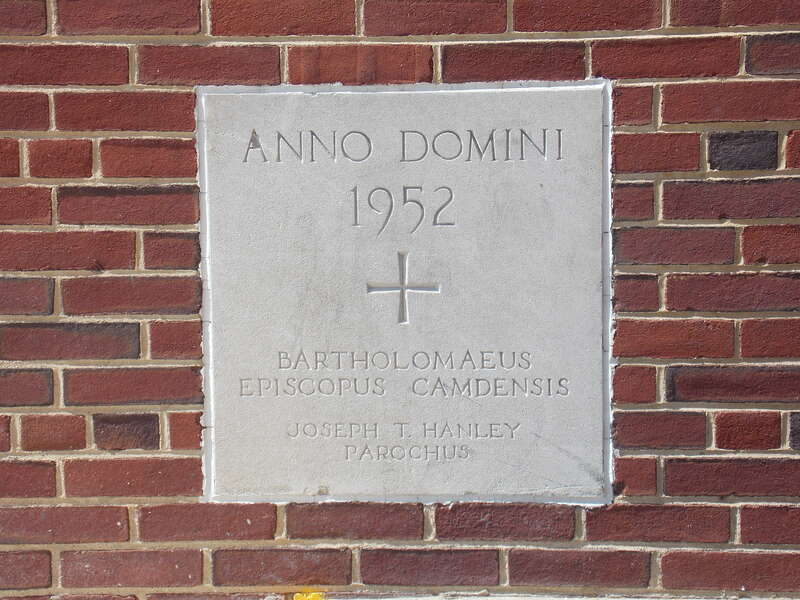 ANNO DOMINI
1952
BARTHOLOMAEUS
EPISCOPUS CAMDENSIS
JOSEPH T. HANLEY
PAROCHUS